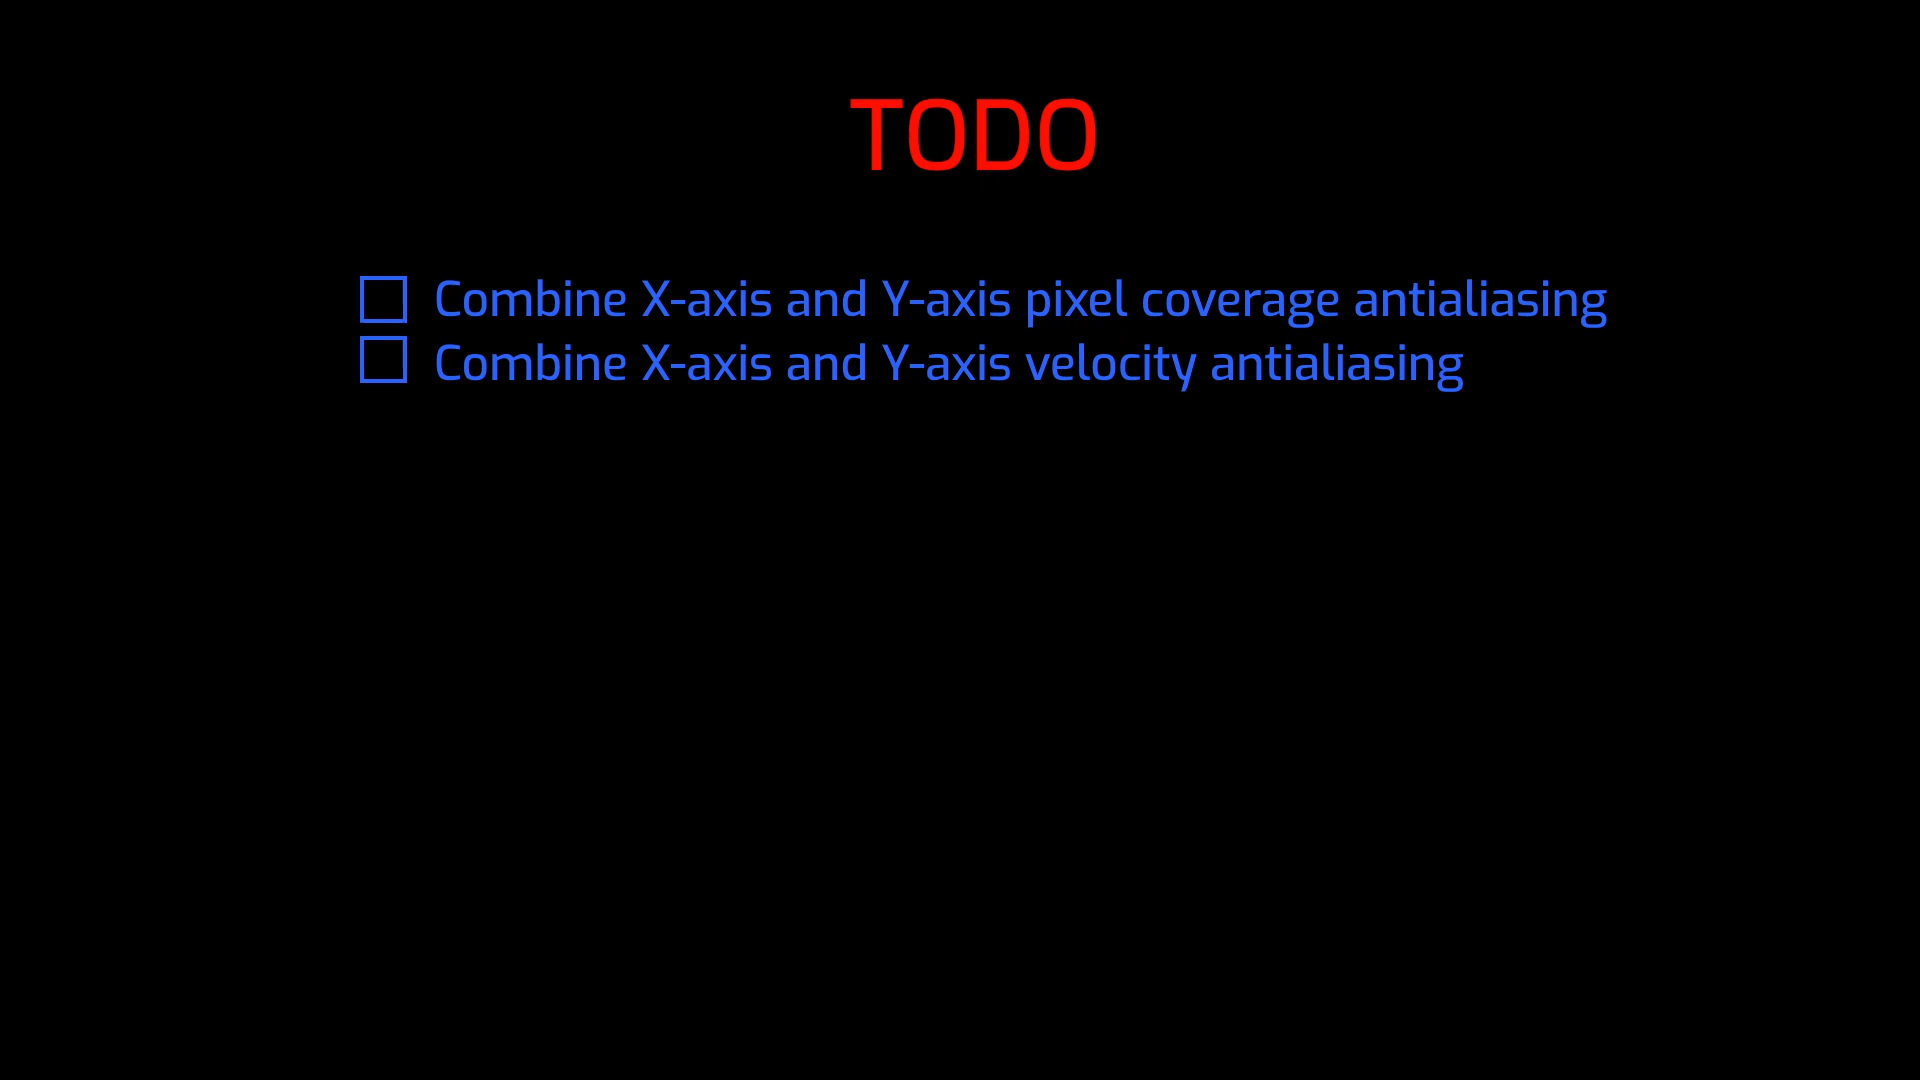 TODO
Combine X-axis and Y-axis pixel coverage antialiasing
Combine X-axis and Y-axis velocity antialiasing